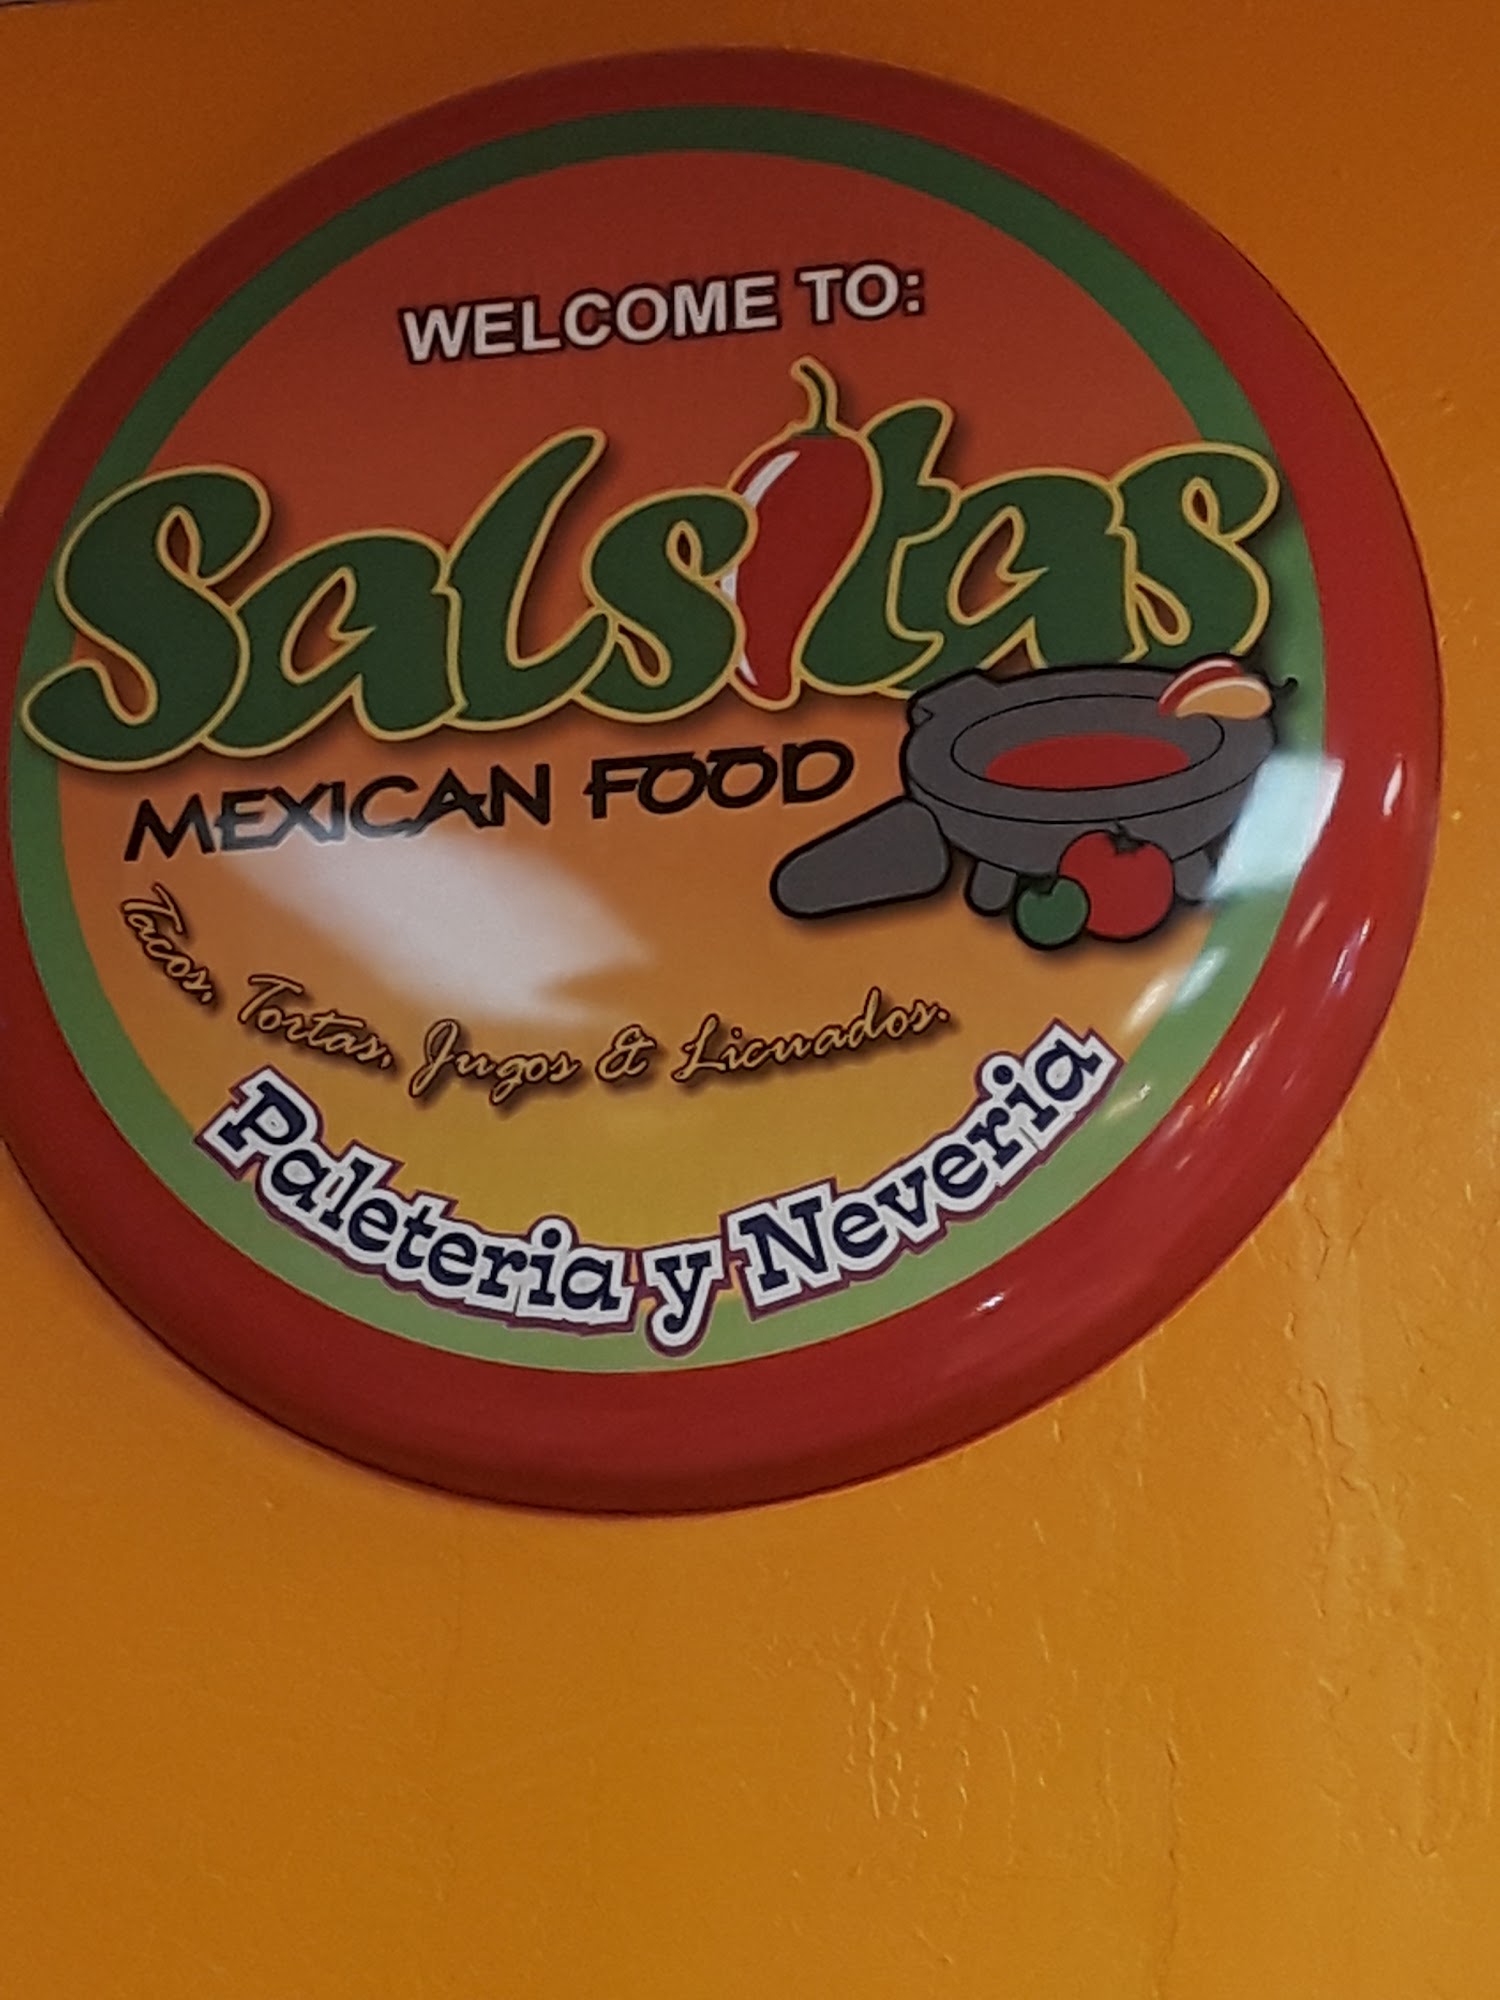 WELCOME TO:
Salsitas
MEXICAN FOOD
Tacos, Tortas, Jugos & Licuados.
Paleteria y Neveria